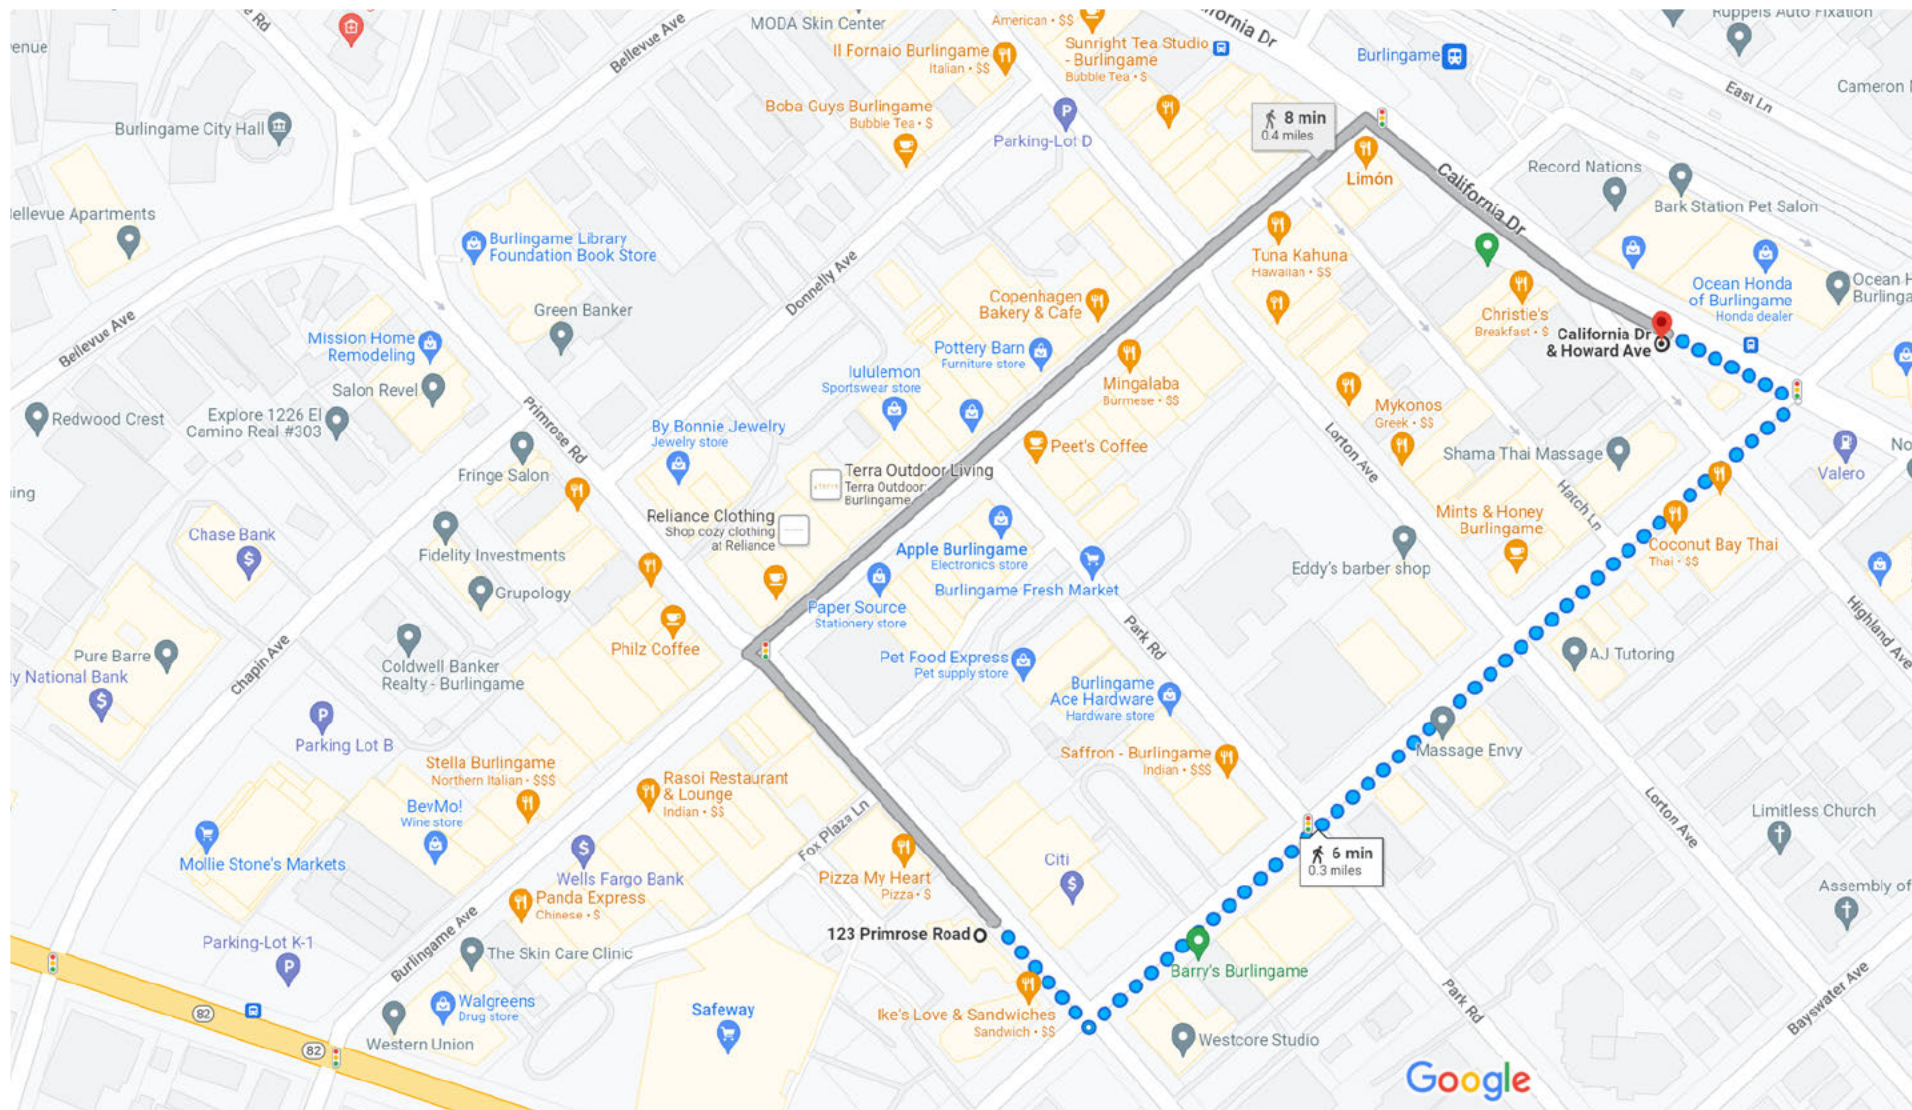 MODA Skin Center
American • $$
Ruppels Auto Fixation
Bellevue Ave
Il Fornaio Burlingame
Italian • $$
Sunright Tea Studio
- Burlingame
Bubble Tea • $
Burlingame
East Ln
Cameron
Boba Guys Burlingame
Bubble Tea • $
8 min
0.4 miles
Burlingame City Hall
Parking-Lot D
Limón
California Dr
Record Nations
Bark Station Pet Salon
Burlingame Library
Foundation Book Store
Donnelly Ave
Tuna Kahuna
Hawaiian • $$
Ocean Honda
of Burlingame
Honda dealer
Copenhagen
Bakery & Cafe
Green Banker
Christie's
Breakfast • $
California Dr
& Howard Ave
Bellevue Ave
Mission Home
Remodeling
Pottery Barn
Furniture store
lululemon
Sportswear store
Mingalaba
Burmese • $$
Salon Revel
Redwood Crest
Explore 1226 El
Camino Real #303
Primrose Rd
By Bonnie Jewelry
Jewelry store
Mykonos
Greek • $$
Peet's Coffee
Lorton Ave
Shama Thai Massage
Valero
Fringe Salon
Terra Outdoor Living
Terra Outdoor
Burlingame
Hatch Ln
Reliance Clothing
Shop cozy clothing
at Reliance
Mints & Honey
Burlingame
Chase Bank
Fidelity Investments
Apple Burlingame
Electronics store
Coconut Bay Thai
Thai • $$
Eddy's barber shop
Grupology
Burlingame Fresh Market
Paper Source
Stationery store
Highland Ave
Park Rd
Philz Coffee
Pure Barre
Chapin Ave
Coldwell Banker
Realty - Burlingame
Pet Food Express
Pet supply store
AJ Tutoring
National Bank
Burlingame
Ace Hardware
Hardware store
Parking Lot B
Saffron - Burlingame
Indian • $$$
Massage Envy
Stella Burlingame
Northern Italian • $$$
Rasoi Restaurant
& Lounge
Indian • $$
BevMo!
Wine store
Lorton Ave
Limitless Church
Fox Plaza Ln
Mollie Stone's Markets
6 min
0.3 miles
Citi
Wells Fargo Bank
Pizza My Heart
Pizza • $
Assembly of
Panda Express
Chinese • $
Burlingame Ave
123 Primrose Road
Parking-Lot K-1
The Skin Care Clinic
Barry's Burlingame
Bayswater Ave
Park Rd
82
Walgreens
Drug store
Safeway
Ike's Love & Sandwiches
Sandwich • $$
Western Union
82
Westcore Studio
Google